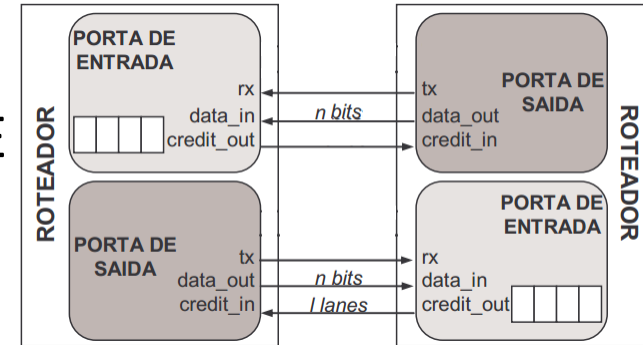 ROTEADOR
PORTA DE
ENTRADA
rx
data_in
credit_out
n bits
tx
data_out
credit_in
PORTA DE
SAIDA
ROTEADOR
PORTA DE
SAIDA
tx
data_out
credit_in
n bits
l lanes
PORTA DE
ENTRADA
rx
data_in
credit_out